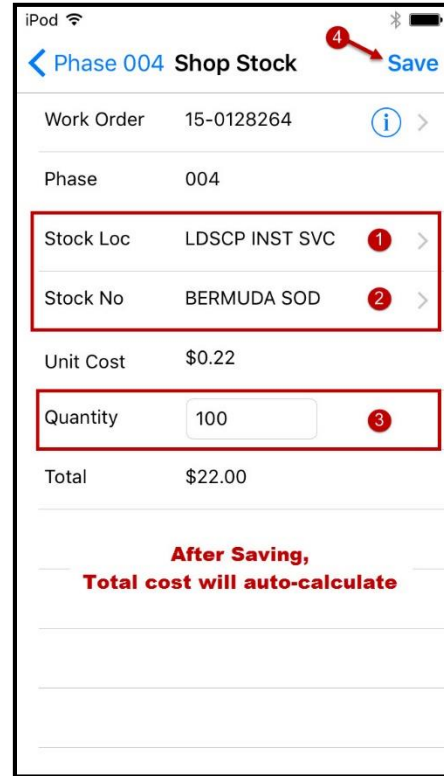 iPod
4
Phase 004 Shop Stock Save
Work Order 15-0128264 i
Phase 004
Stock Loc LDSCP INST SVC 1
Stock No BERMUDA SOD 2
Unit Cost $0.22
Quantity 100 3
Total $22.00
After Saving,
Total cost will auto-calculate